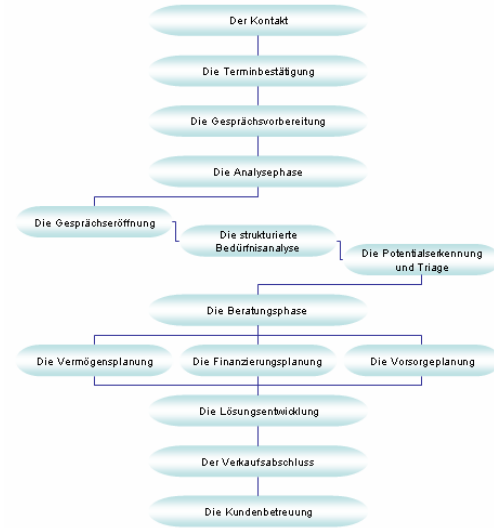 Der Kontakt
Die Terminbestätigung
Die Gesprächsvorbereitung
Die Analysephase
Die Gesprächseröffnung
Die strukturierte
Bedürfnisanalyse
Die Potentialserkennung
und Triage
Die Beratungsphase
Die Vermögensplanung
Die Finanzierungsplanung
Die Vorsorgeplanung
Die Lösungsentwicklung
Der Verkaufsabschluss
Die Kundenbetreuung